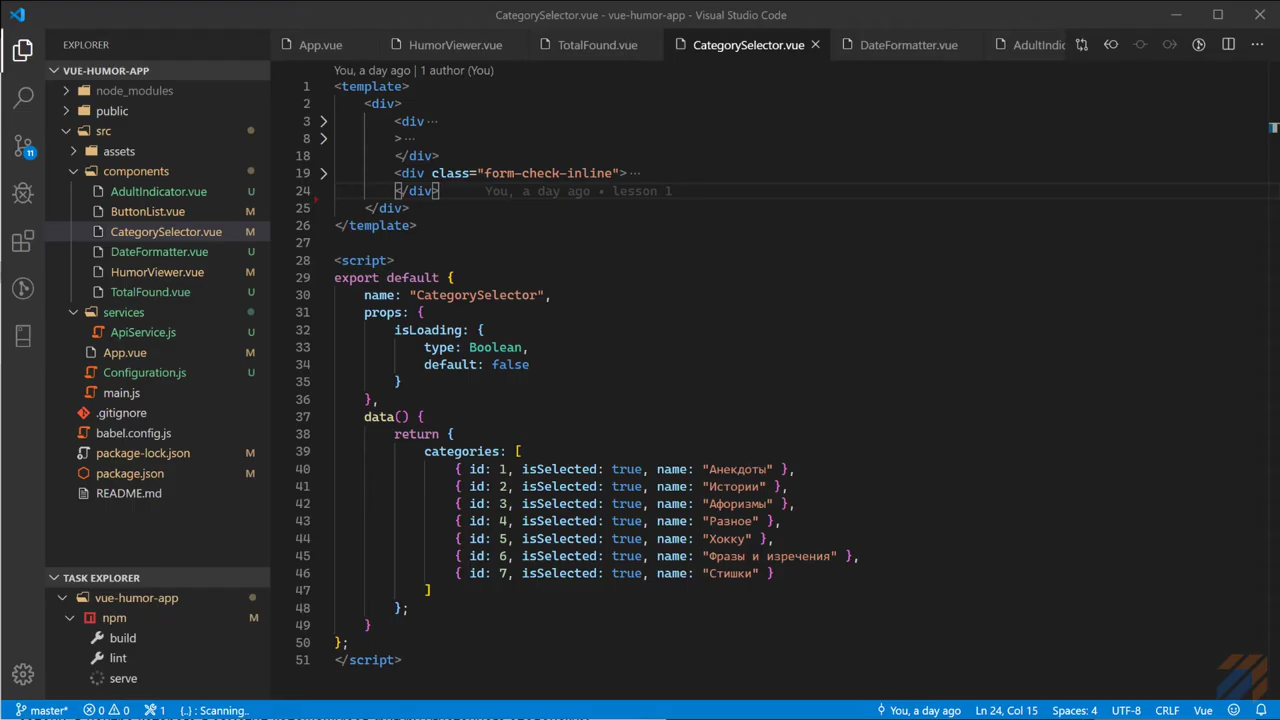 CategorySelector.vue - vue-humor-app - Visual Studio Code
EXPLORER
App.vue
HumorViewer.vue
TotalFound.vue
CategorySelector.vue
DateFormatter.vue
AdultIndic
VUE-HUMOR-APP
node_modules
public
src
assets
components
AdultIndicator.vue U
ButtonList.vue M
CategorySelector.vue M
DateFormatter.vue U
HumorViewer.vue M
TotalFound.vue U
services
ApiService.js U
App.vue M
Configuration.js U
main.js
.gitignore
babel.config.js
package-lock.json M
package.json M
README.md
11
TASK EXPLORER
vue-humor-app
npm M
build
lint
serve
You, a day ago | 1 author (You)
1 <template>
2 <div>
3 <div ···
8 > ···
18 </div>
19 <div class="form-check-inline"> ···
24 </div> You, a day ago • lesson 1
25 </div>
26 </template>
27
28 <script>
29 export default {
30 name: "CategorySelector",
31 props: {
32 isLoading: {
33 type: Boolean,
34 default: false
35 }
36 },
37 data() {
38 return {
39 categories: [
40 { id: 1, isSelected: true, name: "Анекдоты" },
41 { id: 2, isSelected: true, name: "Истории" },
42 { id: 3, isSelected: true, name: "Афоризмы" },
43 { id: 4, isSelected: true, name: "Разное" },
44 { id: 5, isSelected: true, name: "Хокку" },
45 { id: 6, isSelected: true, name: "Фразы и изречения" },
46 { id: 7, isSelected: true, name: "Стишки" }
47 ]
48 };
49 }
50 };
51 </script>
master* 0 0 1 {..} : Scanning.. You, a day ago Ln 24, Col 15 Spaces: 4 UTF-8 CRLF Vue